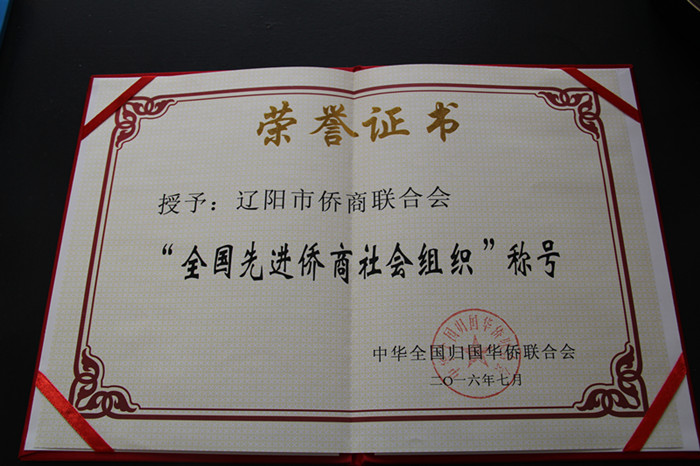 荣誉证书
授予：辽阳市侨商联合会
“全国先进侨商社会组织”称号
中华全国归国华侨联合会
二〇一六年七月